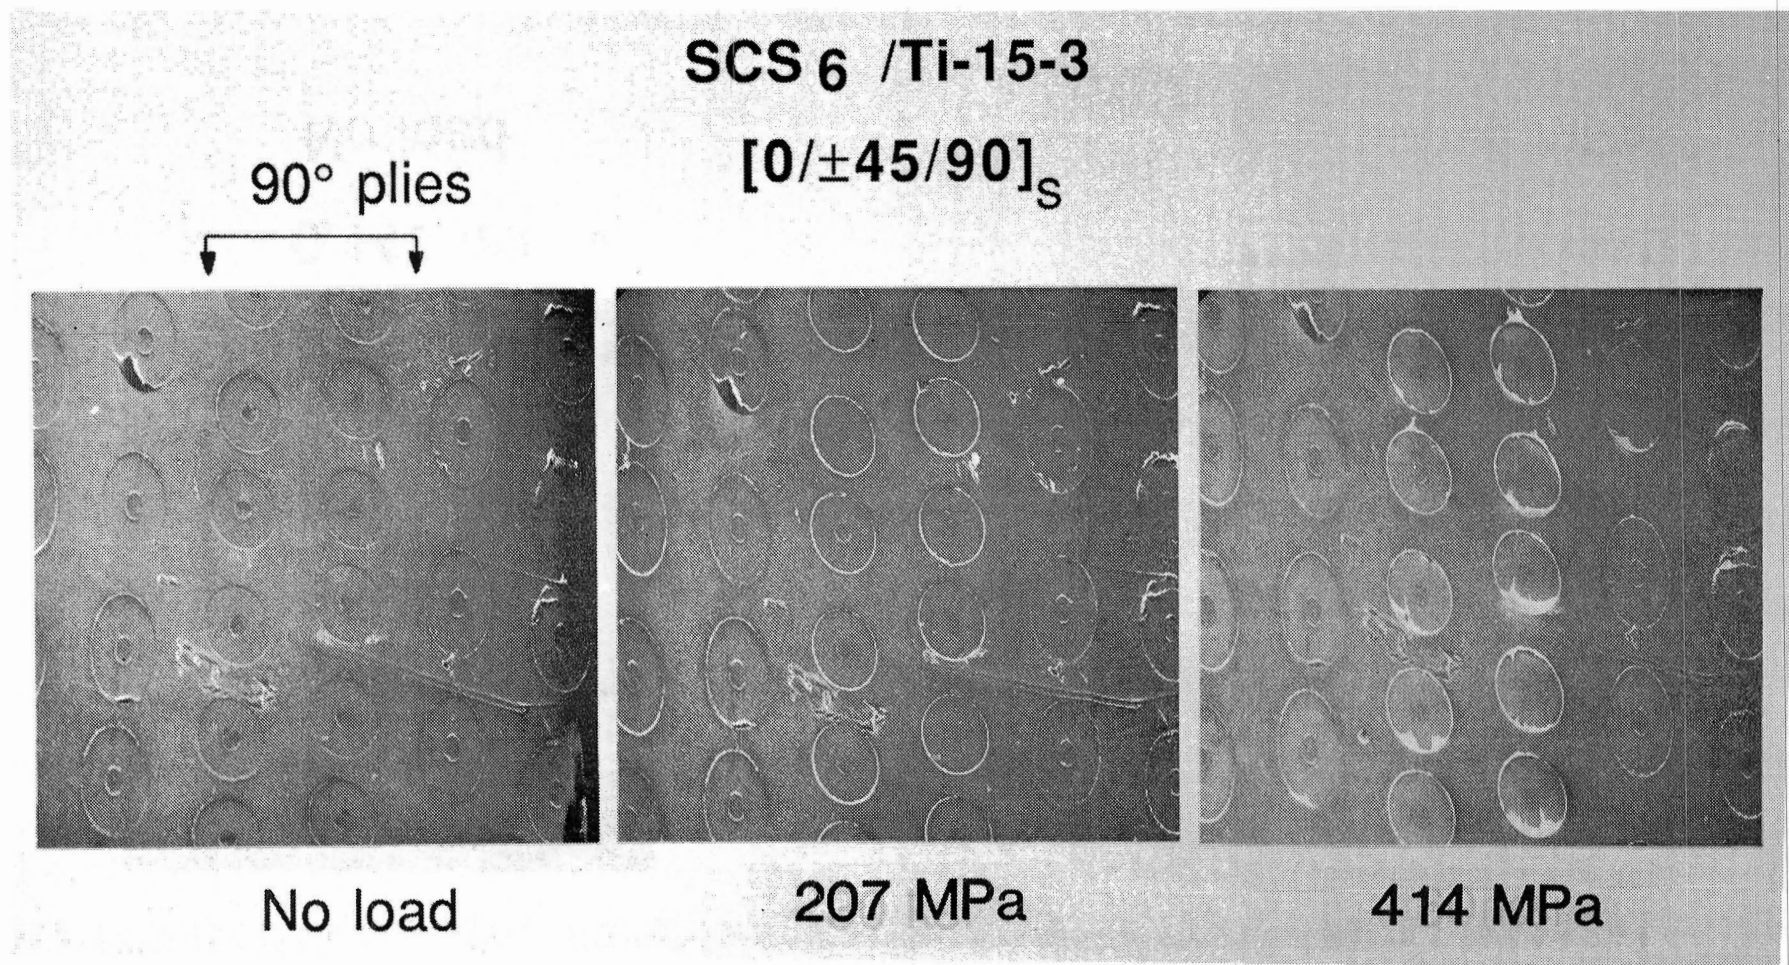 SCS 6 /Ti-15-3
[0/±45/90]S
90° plies
No load
207 MPa
414 MPa